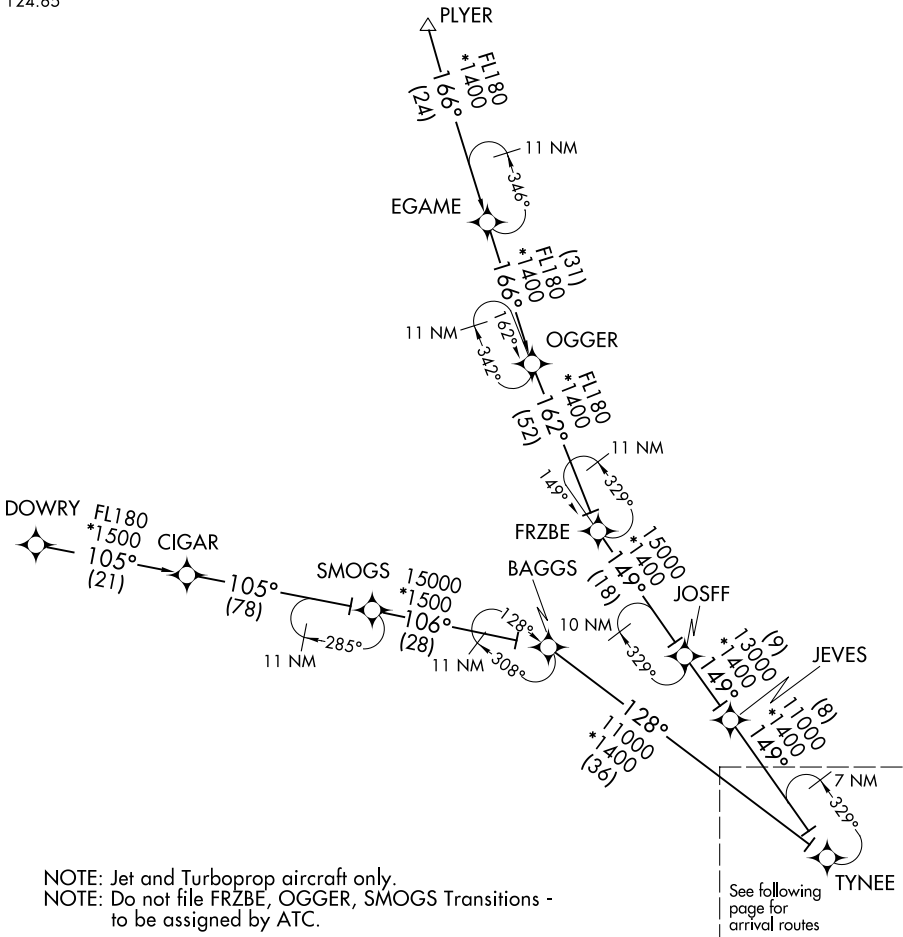 124.85
PLYER
FL180
*1400
166°
(24)
11 NM
346°
EGAME
(31)
FL180
*1400
166°
11 NM
162°
342°
OGGER
FL180
*1400
162°
(52)
11 NM
329°
149°
FRZBE
15000
*1400
149°
(18)
DOWRY
FL180
*1500
105°
(21)
CIGAR
105°
(78)
SMOGS
15000
*1500
106°
(28)
285°
11 NM
BAGGS
128°
308°
11 NM
JOSFF
10 NM
329°
(9)
13000
*1400
149°
JEVES
(8)
11000
*1400
149°
128°
11000
*1400
(36)
7 NM
329°
TYNEE
See following
page for
arrival routes
NOTE: Jet and Turboprop aircraft only.
NOTE: Do not file FRZBE, OGGER, SMOGS Transitions -
to be assigned by ATC.